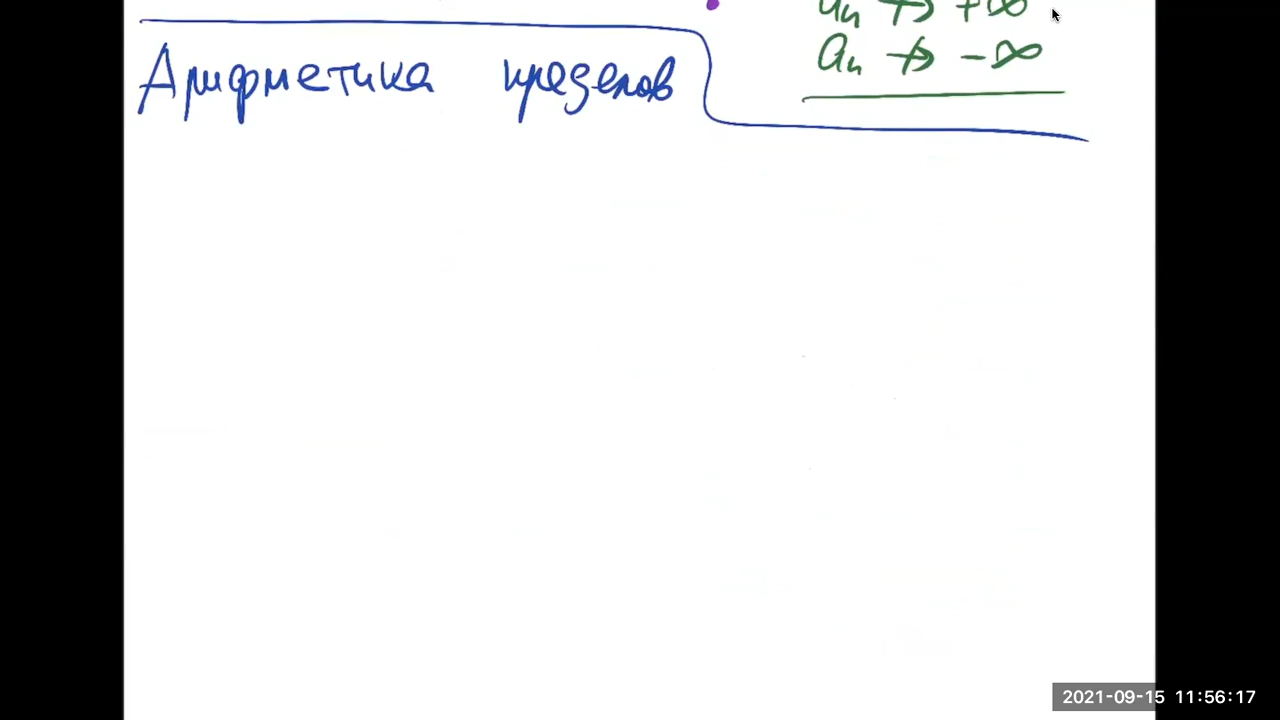 aₙ ↛ +∞
aₙ ↛ -∞
Арифметика пределов
2021-09-15 11:56:17